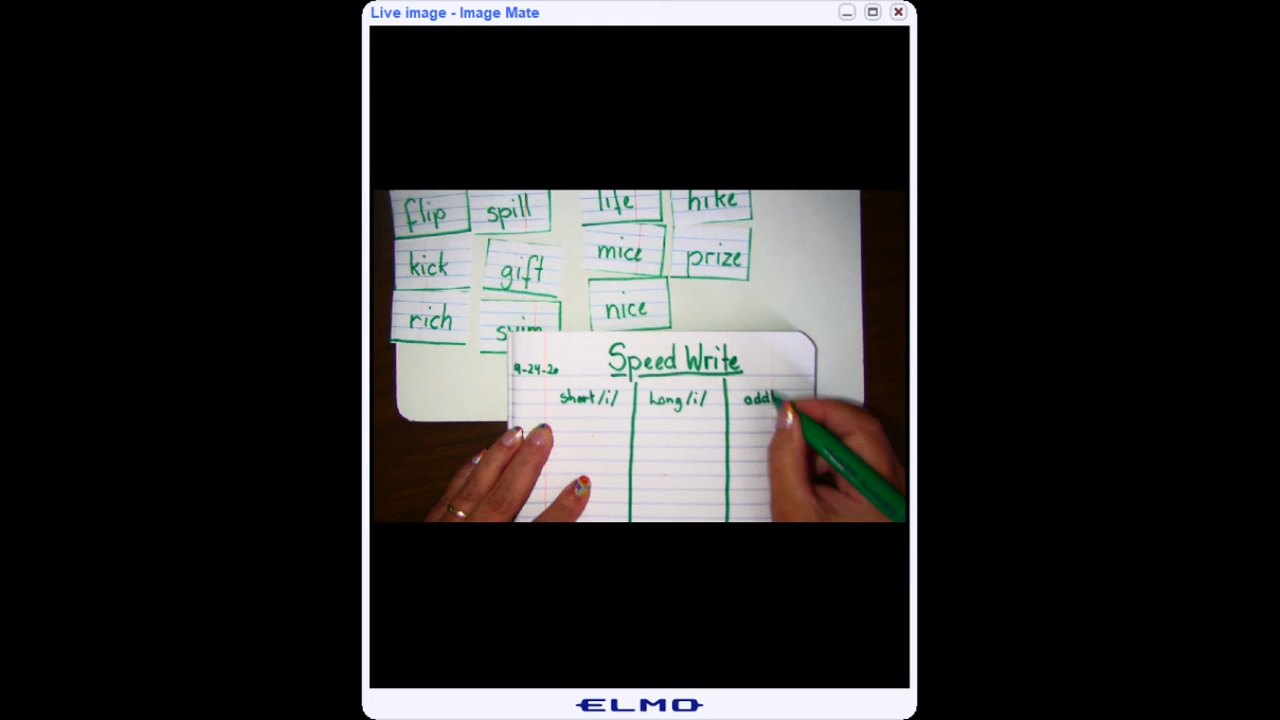 Live image - Image Mate
flip spill life hike
kick gift mice prize
rich swim nice
Speed Write
9-24-20
short /i/ long /i/ odd
ELMO